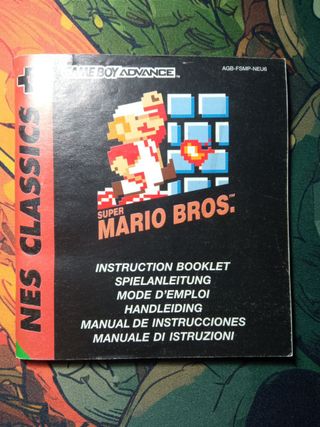 GAME BOY ADVANCE
AGB-FSMP-NEU6
NES CLASSICS
SUPER
MARIO BROS.™
INSTRUCTION BOOKLET
SPIELANLEITUNG
MODE D'EMPLOI
HANDLEIDING
MANUAL DE INSTRUCCIONES
MANUALE DI ISTRUZIONI